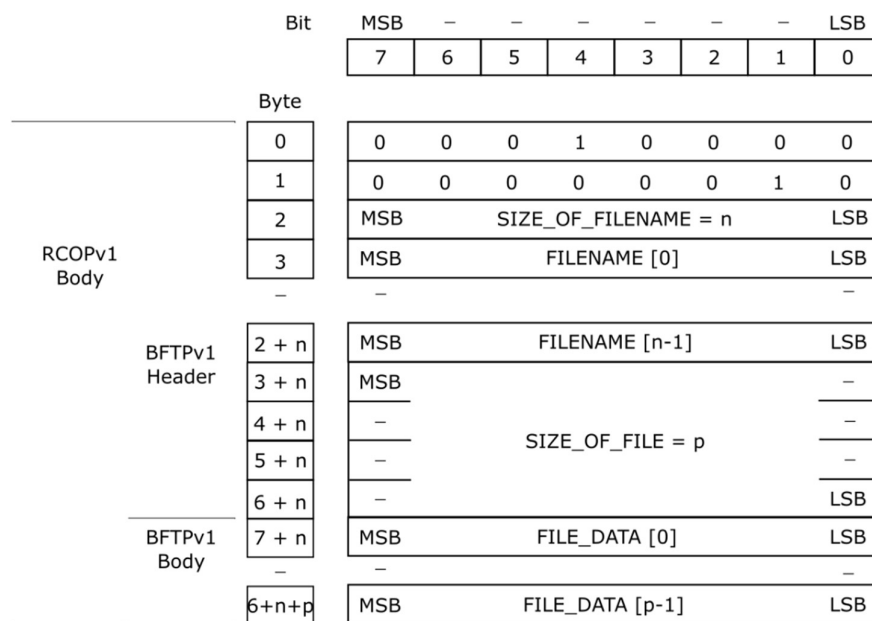 Bit MSB – – – – – – LSB
7 6 5 4 3 2 1 0
Byte
0 0 0 0 1 0 0 0 0
1 0 0 0 0 0 0 1 0
2 MSB SIZE_OF_FILENAME = n LSB
RCOPv1
Body
3 MSB FILENAME [0] LSB
– – –
BFTPv1
Header
2 + n MSB FILENAME [n-1] LSB
3 + n MSB –
4 + n – –
SIZE_OF_FILE = p
5 + n – –
6 + n – LSB
BFTPv1
Body
7 + n MSB FILE_DATA [0] LSB
– – –
6+n+p MSB FILE_DATA [p-1] LSB